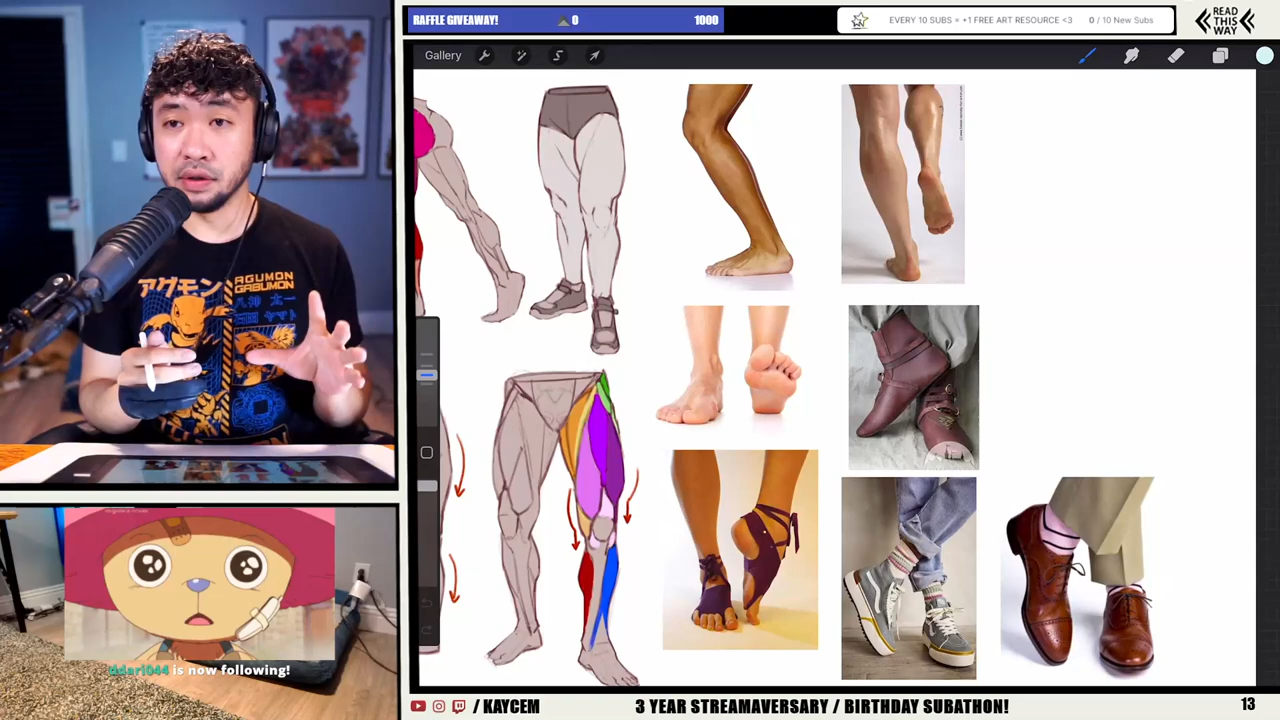 RAFFLE GIVEAWAY! 0 1000
EVERY 10 SUBS = +1 FREE ART RESOURCE <3 0 / 10 New Subs
READ
THIS
WAY
Gallery
アグモン
AGUMON
GABUMON
ddari044 is now following!
/ KAYCEM 3 YEAR STREAMAVERSARY / BIRTHDAY SUBATHON! 13